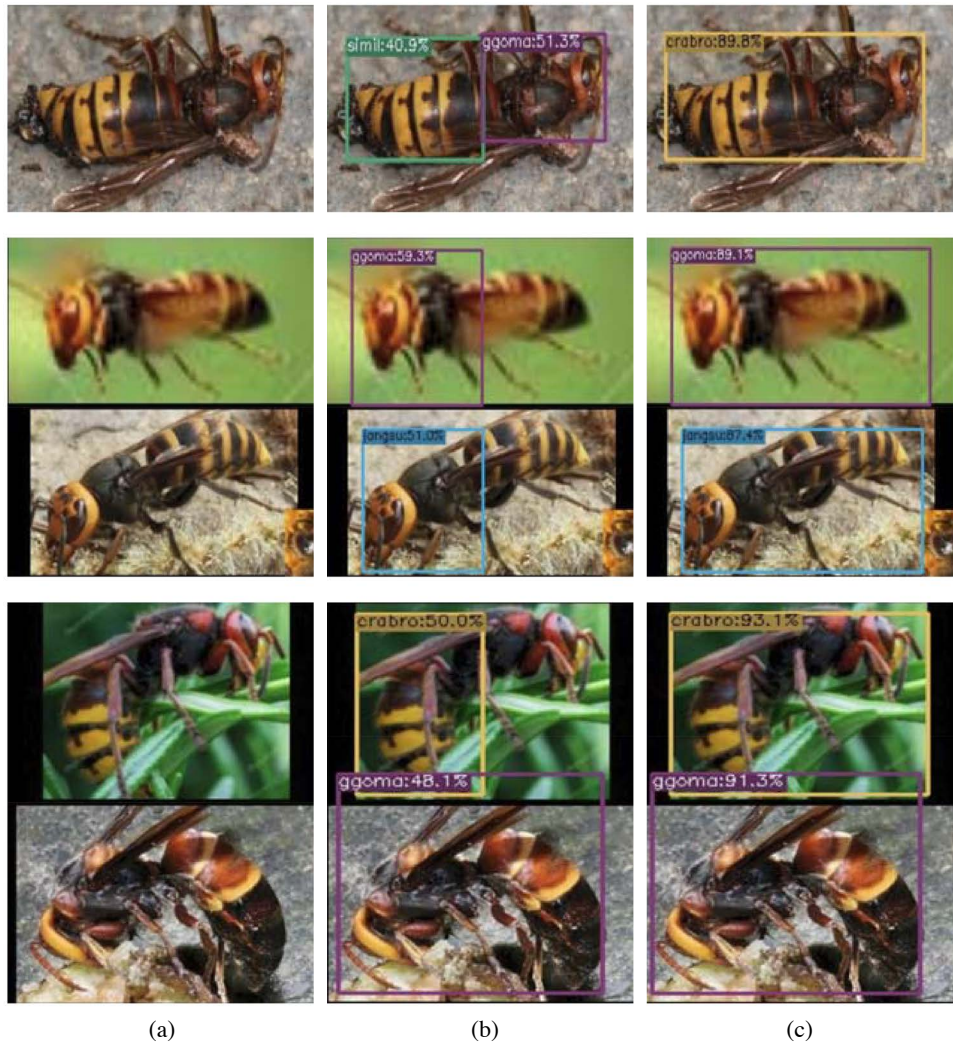 simil:40.9%
ggoma:51.3%
crabro:89.8%
ggoma:59.3%
ggoma:89.1%
jangsu:51.0%
jangsu:87.4%
crabro:50.0%
crabro:93.1%
ggoma:48.1%
ggoma:91.3%
(a)
(b)
(c)